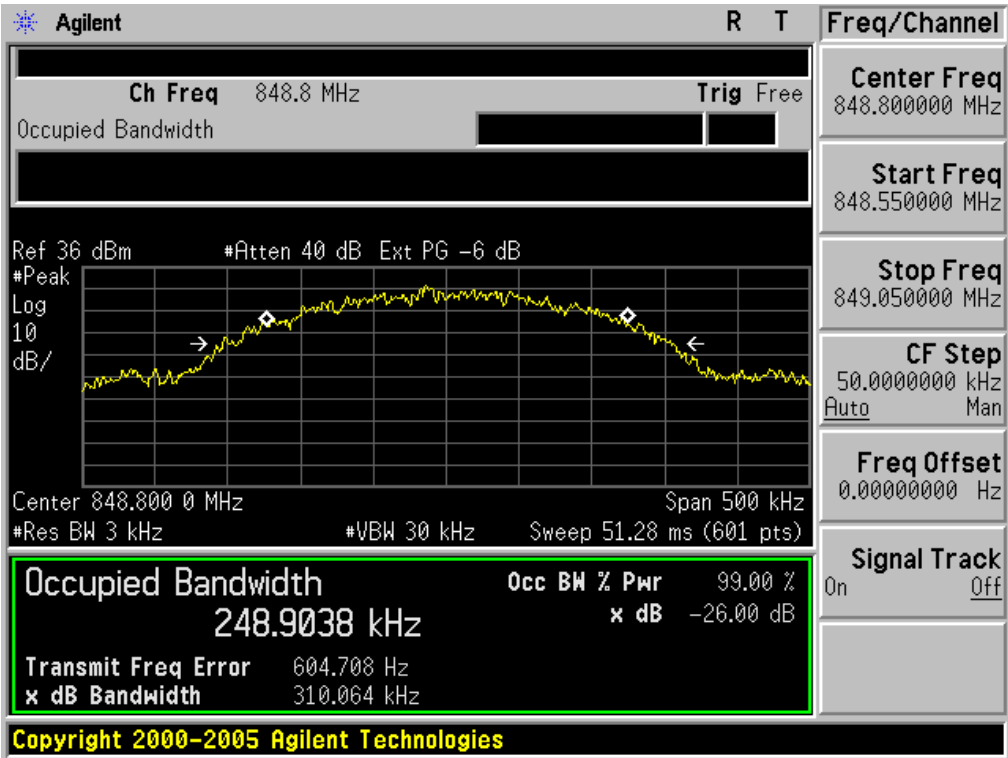 Agilent R T
Ch Freq 848.8 MHz Trig Free
Occupied Bandwidth
Ref 36 dBm #Atten 40 dB Ext PG -6 dB
#Peak
Log
10
dB/
Center 848.800 0 MHz Span 500 kHz
#Res BW 3 kHz #VBW 30 kHz Sweep 51.28 ms (601 pts)
Occupied Bandwidth Occ BW % Pwr 99.00 %
248.9038 kHz x dB -26.00 dB
Transmit Freq Error 604.708 Hz
x dB Bandwidth 310.064 kHz
Copyright 2000-2005 Agilent Technologies
Freq/Channel
Center Freq
848.800000 MHz
Start Freq
848.550000 MHz
Stop Freq
849.050000 MHz
CF Step
50.0000000 kHz
Auto Man
Freq Offset
0.00000000 Hz
Signal Track
On Off